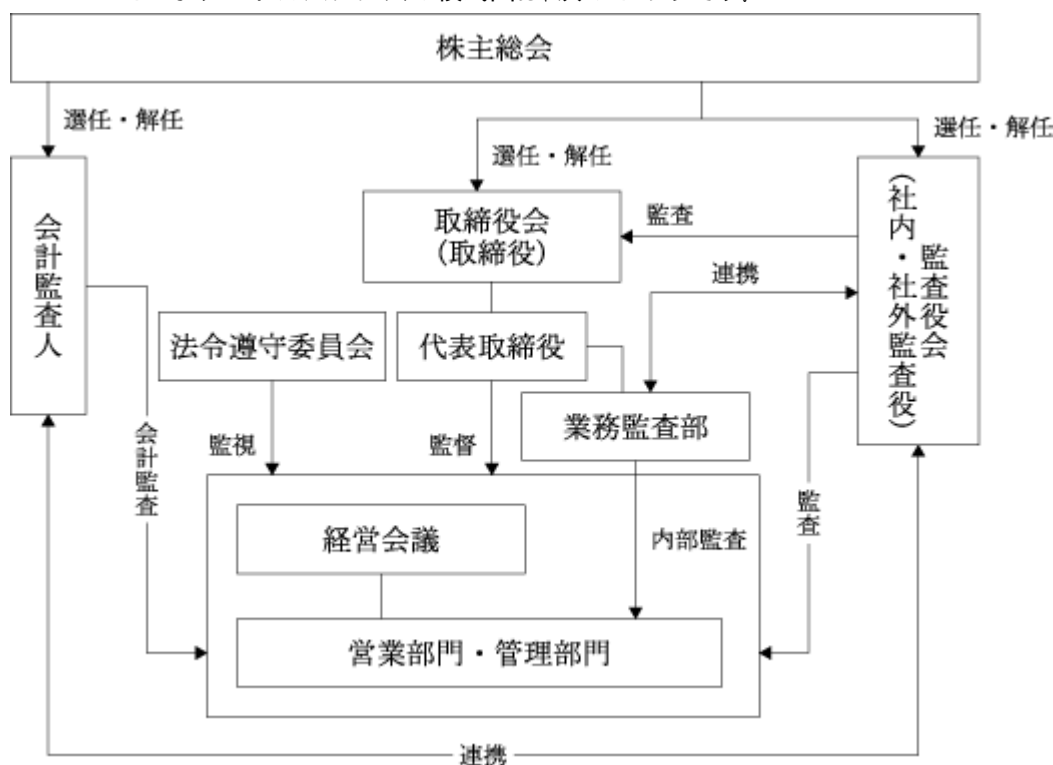 株主総会
選任・解任
選任・解任
選任・解任
会計監査人
取締役会
(取締役)
監査
監査役会
(社内・社外監査役)
連携
法令遵守委員会
代表取締役
業務監査部
会計監査
監視
監督
監査
経営会議
内部監査
営業部門・管理部門
連携